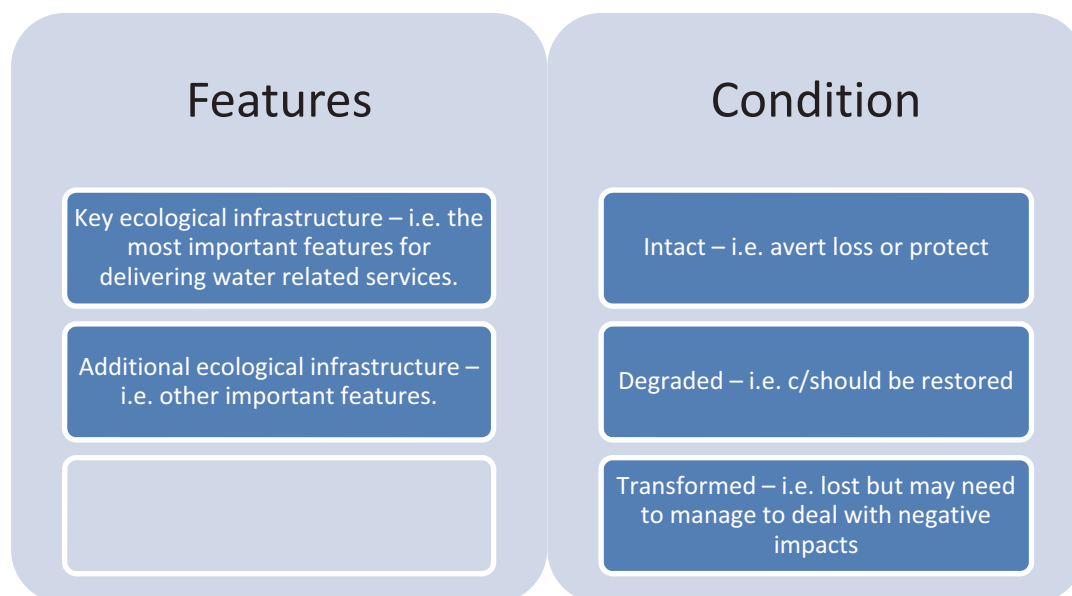 Features
Key ecological infrastructure – i.e. the
most important features for
delivering water related services.
Additional ecological infrastructure –
i.e. other important features.
Condition
Intact – i.e. avert loss or protect
Degraded – i.e. c/should be restored
Transformed – i.e. lost but may need
to manage to deal with negative
impacts